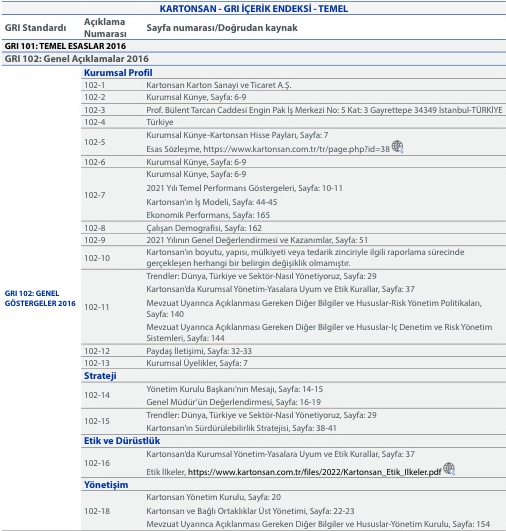 KARTONSAN - GRI İÇERİK ENDEKSİ - TEMEL
GRI Standardı Açıklama Numarası Sayfa numarası/Doğrudan kaynak
GRI 101: TEMEL ESASLAR 2016
GRI 102: Genel Açıklamalar 2016
GRI 102: GENEL GÖSTERGELER 2016
Kurumsal Profil
102-1 Kartonsan Karton Sanayi ve Ticaret A.Ş.
102-2 Kurumsal Künye, Sayfa: 6-9
102-3 Prof. Bülent Tarcan Caddesi Engin Pak İş Merkezi No: 5 Kat: 3 Gayrettepe 34349 İstanbul-TÜRKİYE
102-4 Türkiye
102-5 Kurumsal Künye-Kartonsan Hisse Payları, Sayfa: 7
Esas Sözleşme, https://www.kartonsan.com.tr/tr/page.php?id=38
102-6 Kurumsal Künye, Sayfa: 6-9
102-7 Kurumsal Künye, Sayfa: 6-9
2021 Yılı Temel Performans Göstergeleri, Sayfa: 10-11
Kartonsan'ın İş Modeli, Sayfa: 44-45
Ekonomik Performans, Sayfa: 165
102-8 Çalışan Demografisi, Sayfa: 162
102-9 2021 Yılının Genel Değerlendirmesi ve Kazanımlar, Sayfa: 51
102-10 Kartonsan'ın boyutu, yapısı, mülkiyeti veya tedarik zinciriyle ilgili raporlama sürecinde
gerçekleşen herhangi bir belirgin değişiklik olmamıştır.
102-11 Trendler: Dünya, Türkiye ve Sektör-Nasıl Yönetiyoruz, Sayfa: 29
Kartonsan'da Kurumsal Yönetim-Yasalara Uyum ve Etik Kurallar, Sayfa: 37
Mevzuat Uyarınca Açıklanması Gereken Diğer Bilgiler ve Hususlar-Risk Yönetim Politikaları,
Sayfa: 140
Mevzuat Uyarınca Açıklanması Gereken Diğer Bilgiler ve Hususlar-İç Denetim ve Risk Yönetim
Sistemleri, Sayfa: 144
102-12 Paydaş İletişimi, Sayfa: 32-33
102-13 Kurumsal Üyelikler, Sayfa: 7
Strateji
102-14 Yönetim Kurulu Başkanı'nın Mesajı, Sayfa: 14-15
Genel Müdür'ün Değerlendirmesi, Sayfa: 16-19
102-15 Trendler: Dünya, Türkiye ve Sektör-Nasıl Yönetiyoruz, Sayfa: 29
Kartonsan'ın Sürdürülebilirlik Stratejisi, Sayfa: 38-41
Etik ve Dürüstlük
102-16 Kartonsan'da Kurumsal Yönetim-Yasalara Uyum ve Etik Kurallar, Sayfa: 37
Etik İlkeler, https://www.kartonsan.com.tr/files/2022/Kartonsan_Etik_Ilkeler.pdf
Yönetişim
102-18 Kartonsan Yönetim Kurulu, Sayfa: 20
Kartonsan ve Bağlı Ortaklıklar Üst Yönetimi, Sayfa: 22-23
Mevzuat Uyarınca Açıklanması Gereken Diğer Bilgiler ve Hususlar-Yönetim Kurulu, Sayfa: 154